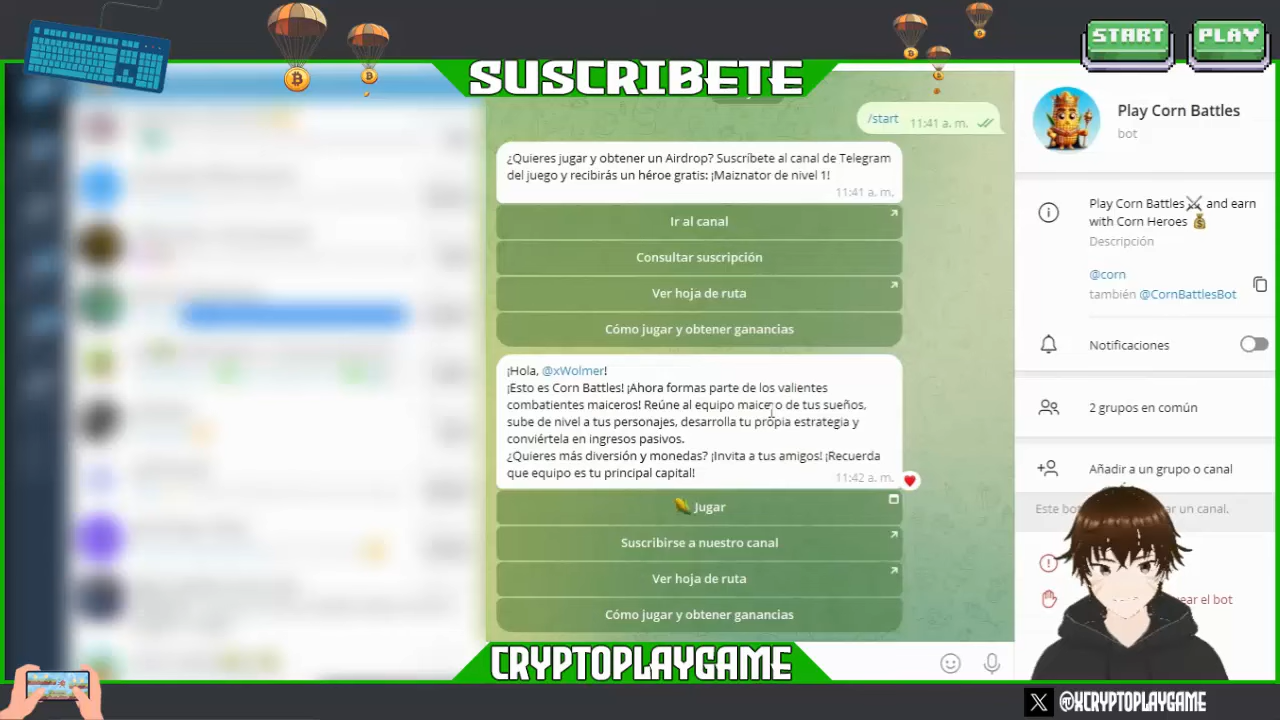 START
PLAY
SUSCRIBETE
/start 11:41 a. m.
¿Quieres jugar y obtener un Airdrop? Suscríbete al canal de Telegram
del juego y recibirás un héroe gratis: ¡Maiznator de nivel 1!
11:41 a. m.
Ir al canal
Consultar suscripción
Ver hoja de ruta
Cómo jugar y obtener ganancias
¡Hola, @xWolmer!
¡Esto es Corn Battles! ¡Ahora formas parte de los valientes
combatientes maiceros! Reúne al equipo maicero de tus sueños,
sube de nivel a tus personajes, desarrolla tu propia estrategia y
conviértela en ingresos pasivos.
¿Quieres más diversión y monedas? ¡Invita a tus amigos! ¡Recuerda
que equipo es tu principal capital!
11:42 a. m.
Jugar
Suscribirse a nuestro canal
Ver hoja de ruta
Cómo jugar y obtener ganancias
Play Corn Battles
bot
Play Corn Battles and earn
with Corn Heroes
Descripción
@corn
también @CornBattlesBot
Notificaciones
2 grupos en común
Añadir a un grupo o canal
Este un canal.
el bot
CRYPTOPLAYGAME
X @XCRYPTOPLAYGAME